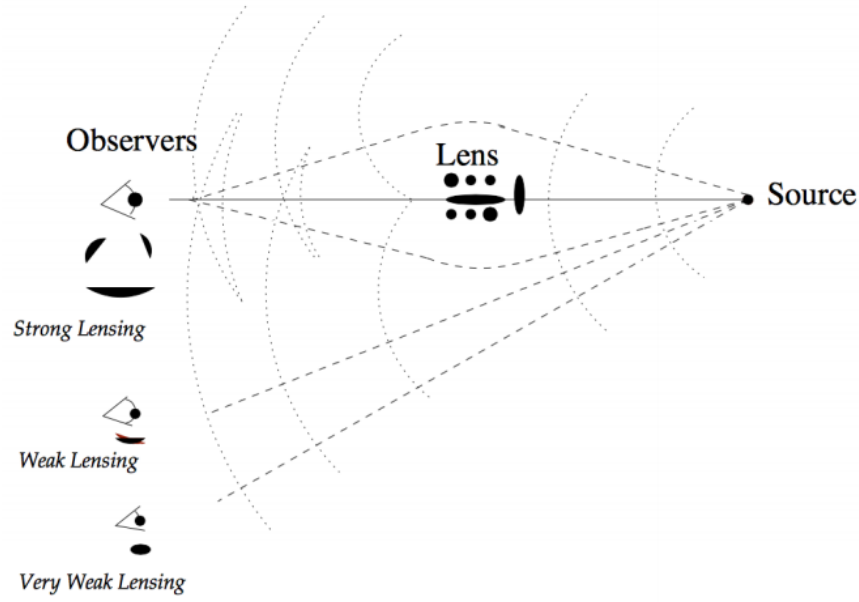 Observers
Lens
Source
Strong Lensing
Weak Lensing
Very Weak Lensing